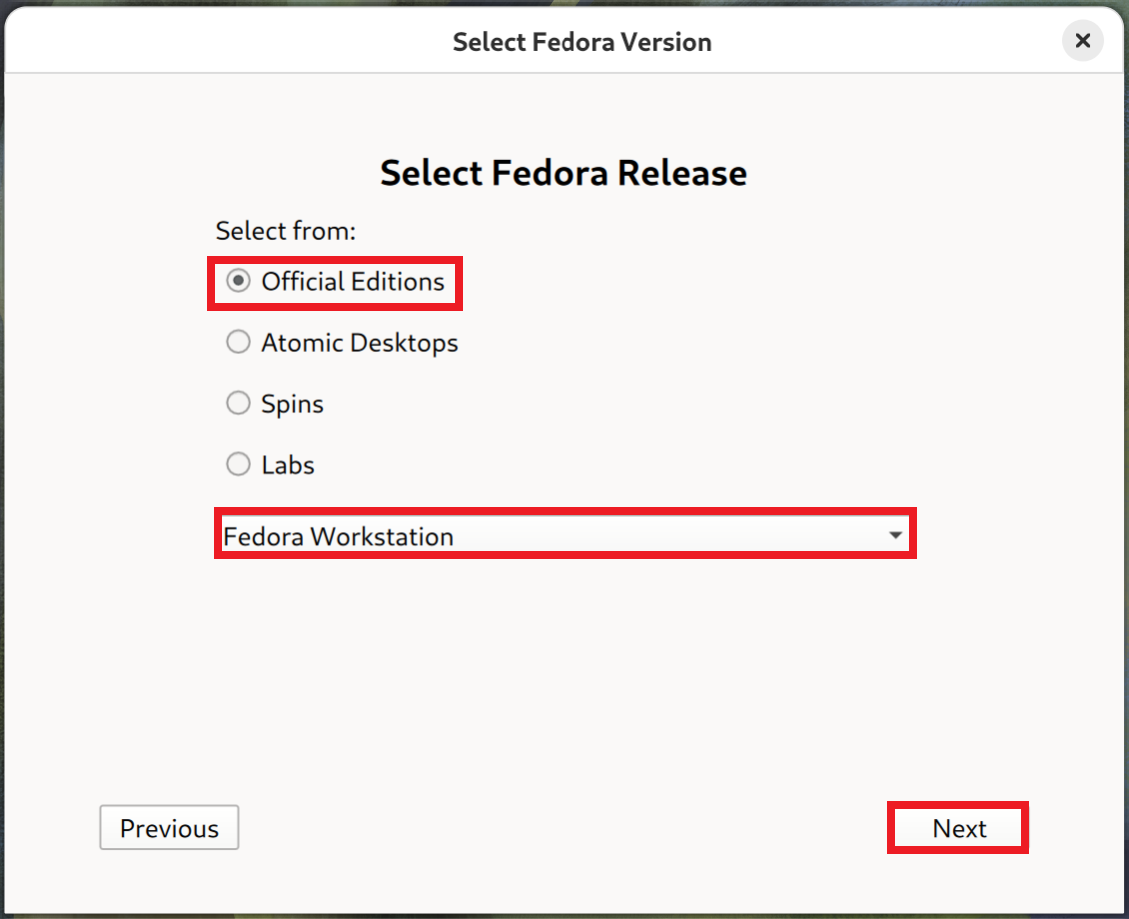 Select Fedora Version
Select Fedora Release
Select from:
Official Editions
Atomic Desktops
Spins
Labs
Fedora Workstation
Previous
Next